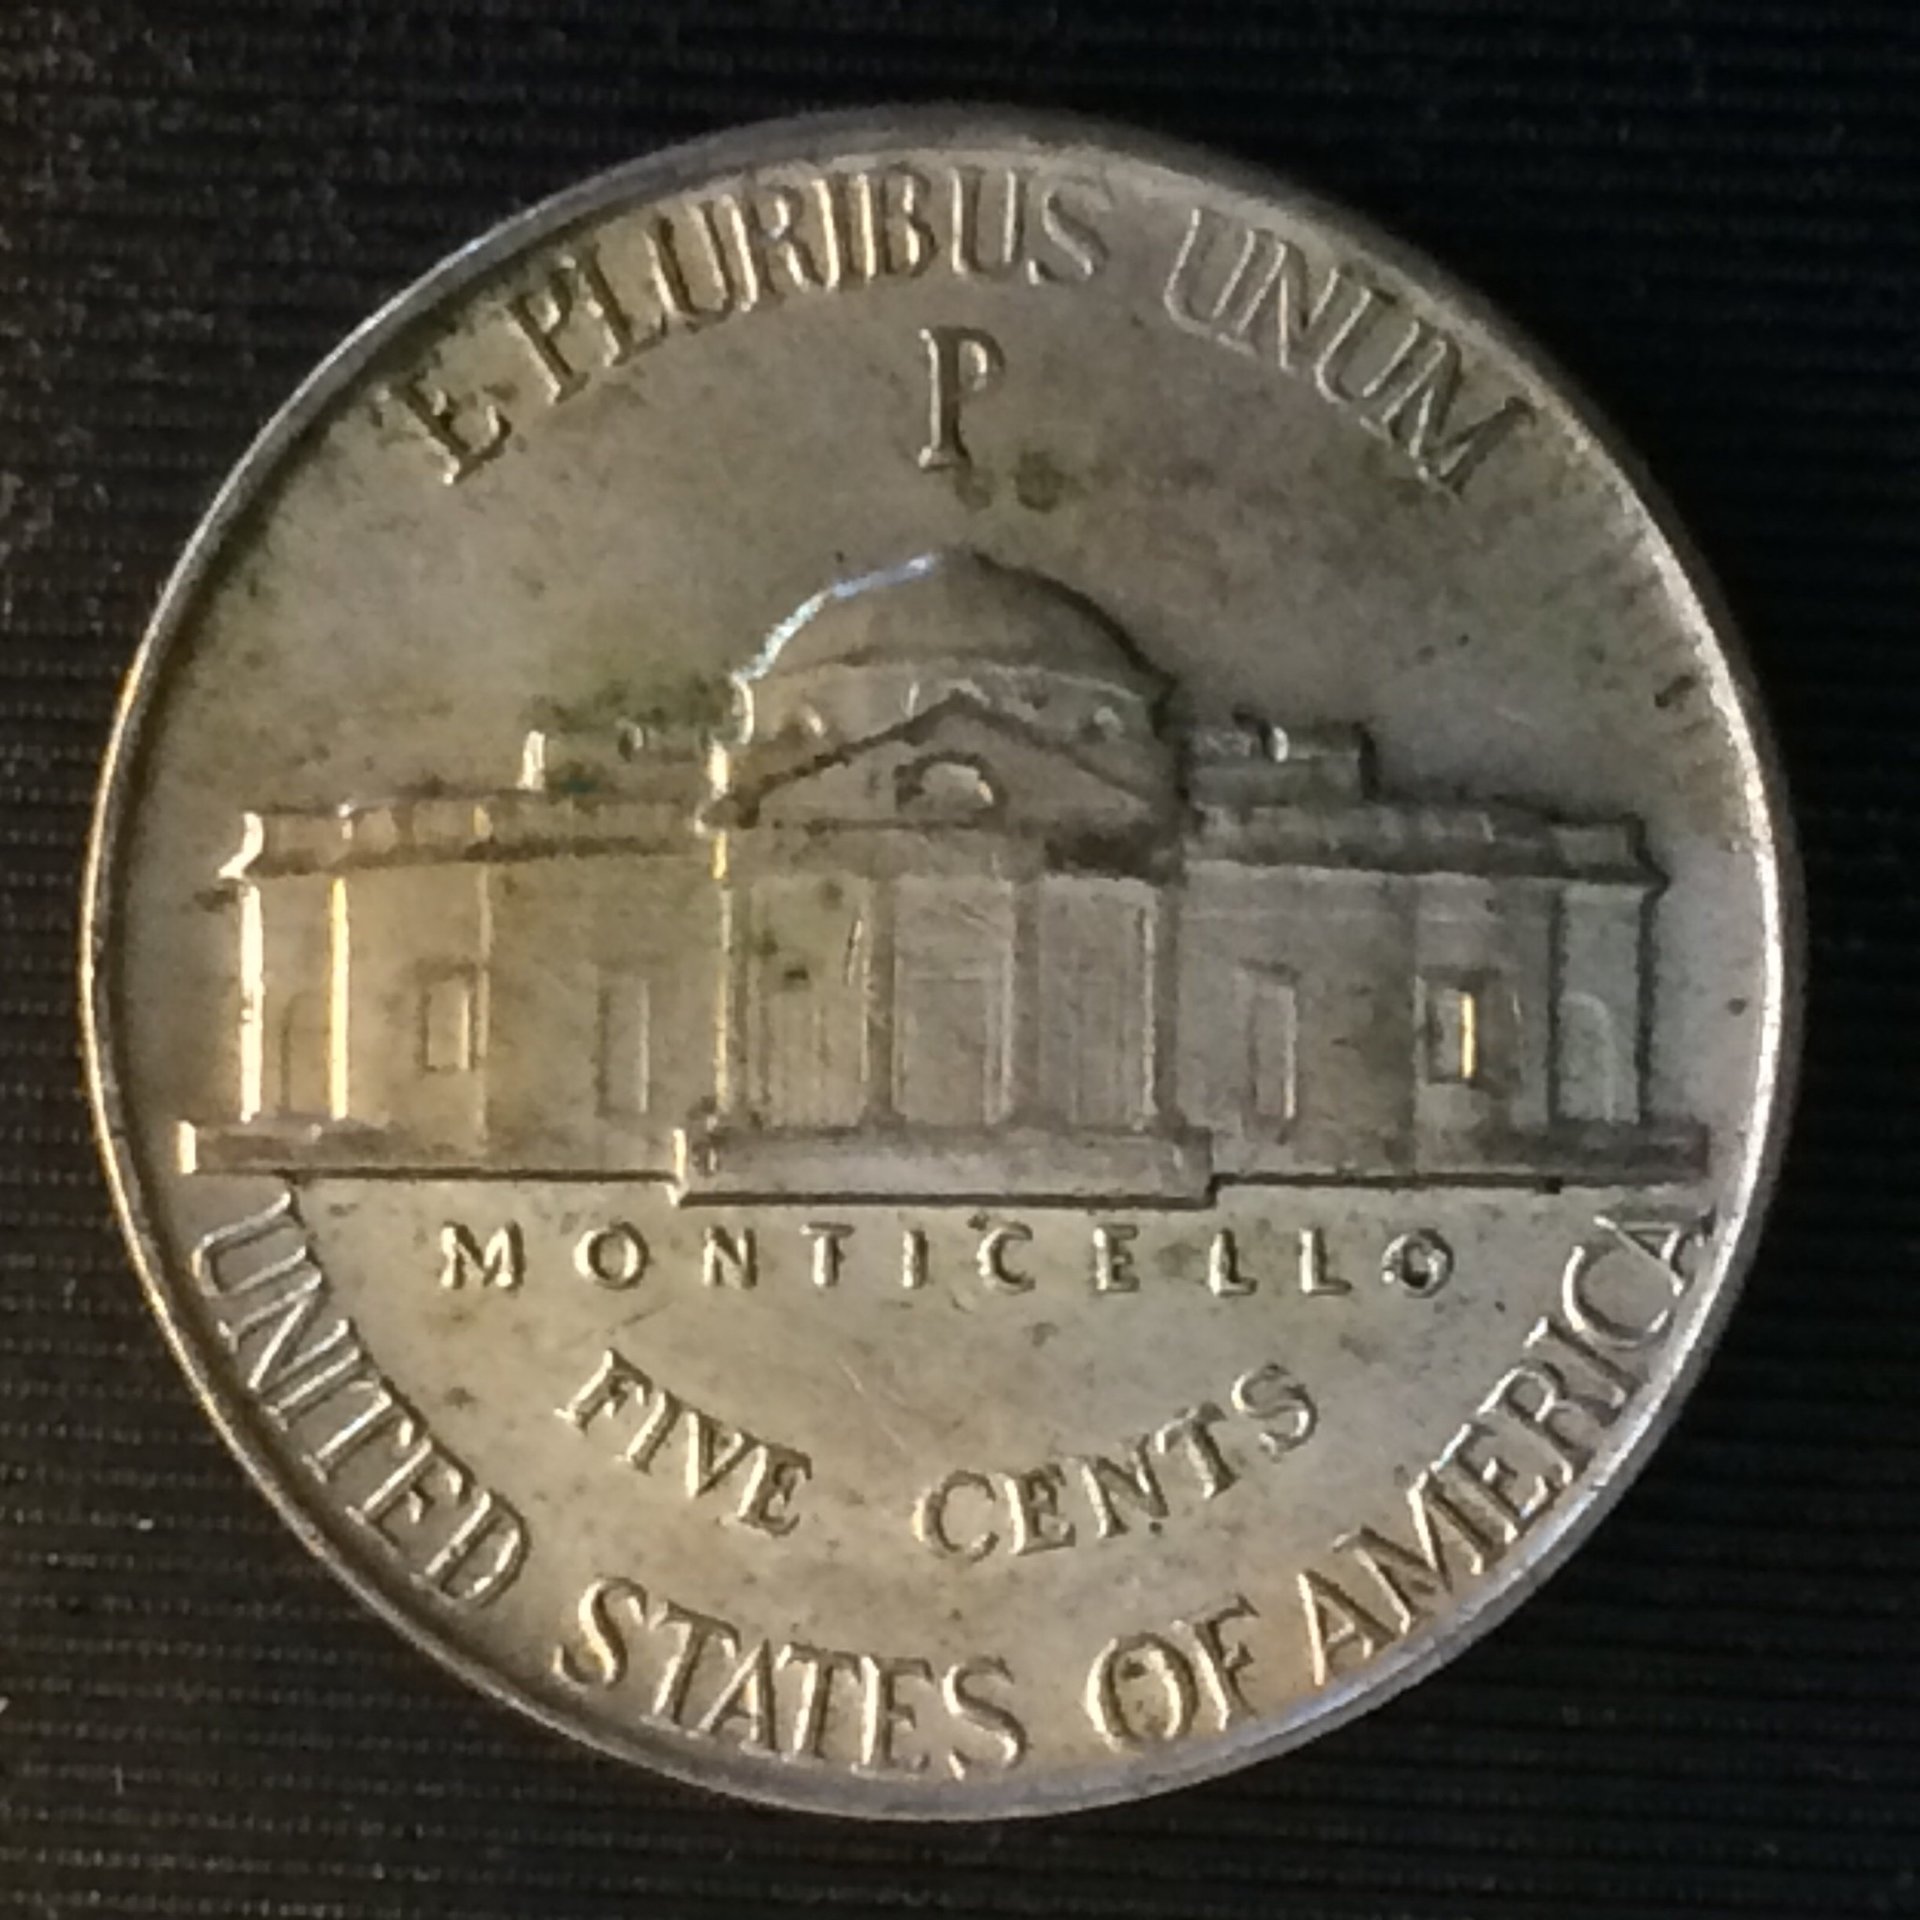 E PLURIBUS UNUM
P
MONTICELLO
FIVE CENTS
UNITED STATES OF AMERICA